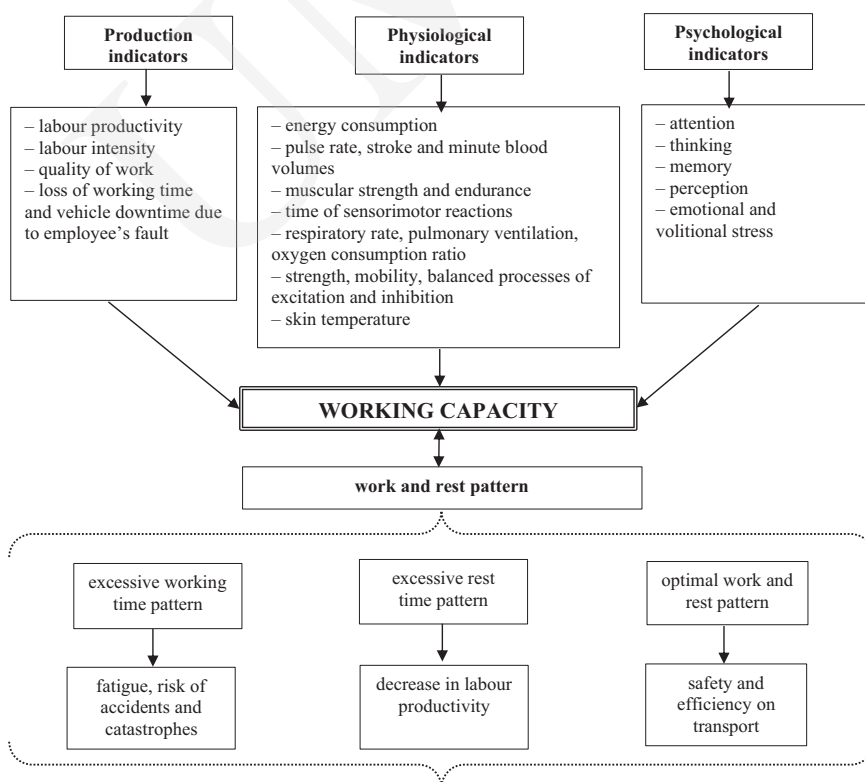 Production
indicators
Physiological
indicators
Psychological
indicators
– labour productivity
– labour intensity
– quality of work
– loss of working time
and vehicle downtime due
to employee's fault
– energy consumption
– pulse rate, stroke and minute blood
volumes
– muscular strength and endurance
– time of sensorimotor reactions
– respiratory rate, pulmonary ventilation,
oxygen consumption ratio
– strength, mobility, balanced processes of
excitation and inhibition
– skin temperature
– attention
– thinking
– memory
– perception
– emotional and
volitional stress
WORKING CAPACITY
work and rest pattern
excessive working
time pattern
excessive rest
time pattern
optimal work and
rest pattern
fatigue, risk of
accidents and
catastrophes
decrease in labour
productivity
safety and
efficiency on
transport